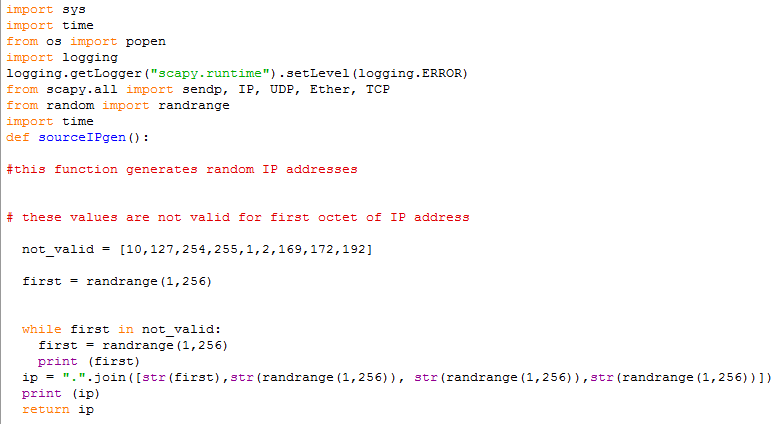 import sys
import time
from os import popen
import logging
logging.getLogger("scapy.runtime").setLevel(logging.ERROR)
from scapy.all import sendp, IP, UDP, Ether, TCP
from random import randrange
import time
def sourceIPgen():
#this function generates random IP addresses
# these values are not valid for first octet of IP address
not_valid = [10,127,254,255,1,2,169,172,192]
first = randrange(1,256)
while first in not_valid:
first = randrange(1,256)
print (first)
ip = ".".join([str(first),str(randrange(1,256)), str(randrange(1,256)),str(randrange(1,256))])
print (ip)
return ip